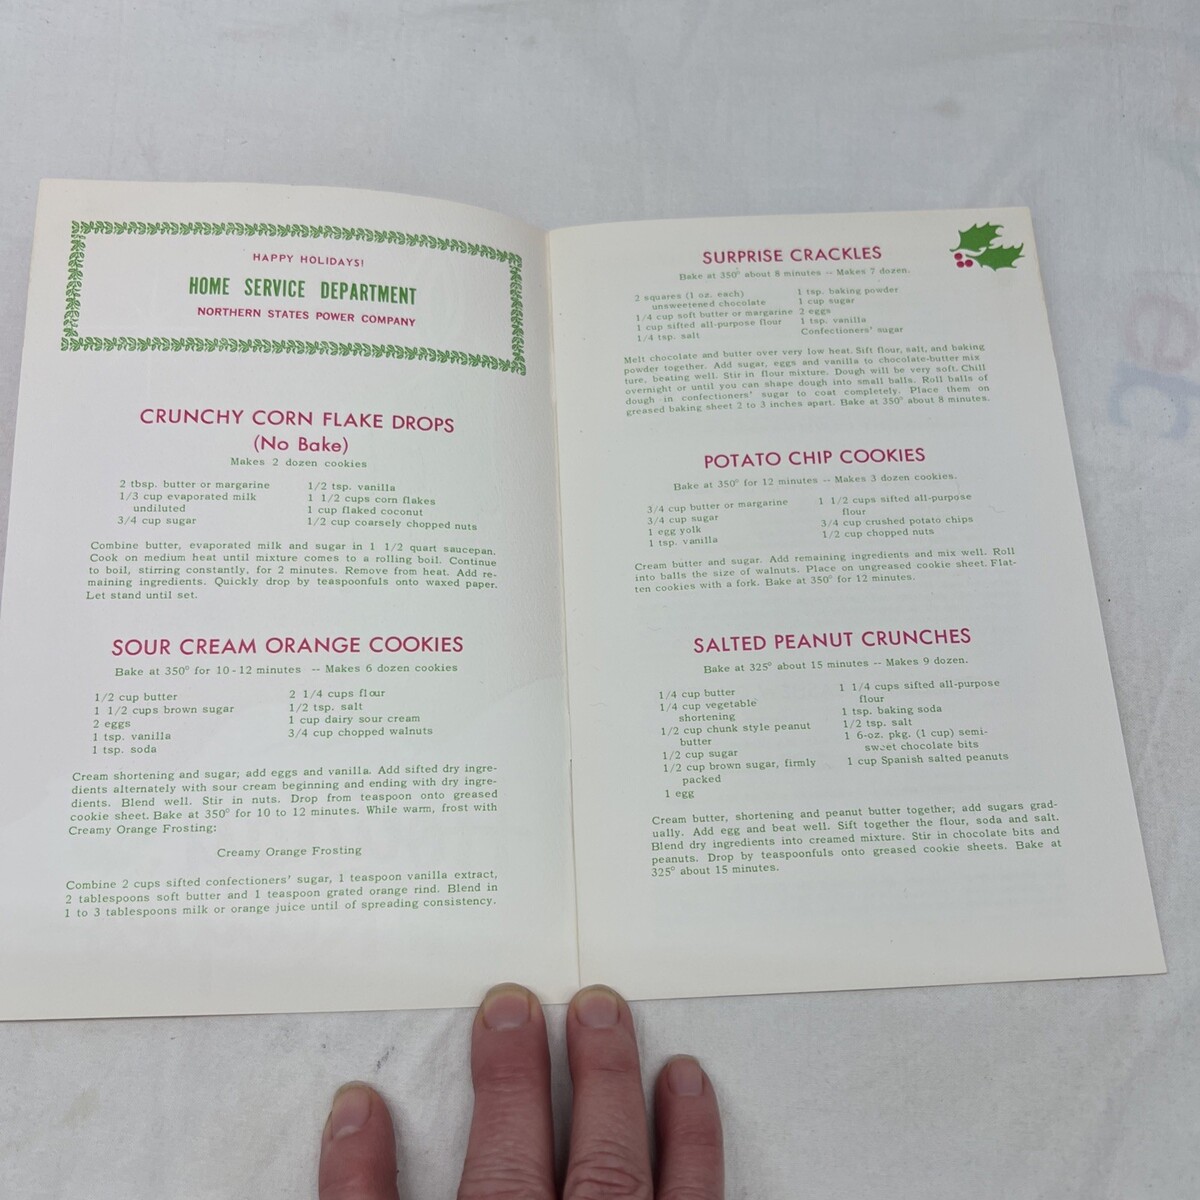 HAPPY HOLIDAYS!
HOME SERVICE DEPARTMENT
NORTHERN STATES POWER COMPANY
CRUNCHY CORN FLAKE DROPS
(No Bake)
Makes 2 dozen cookies
2 tbsp. butter or margarine
1/3 cup evaporated milk
undiluted
3/4 cup sugar
1/2 tsp. vanilla
1 1/2 cups corn flakes
1 cup flaked coconut
1/2 cup coarsely chopped nuts
Combine butter, evaporated milk and sugar in 1 1/2 quart saucepan.
Cook on medium heat until mixture comes to a rolling boil. Continue
to boil, stirring constantly, for 2 minutes. Remove from heat. Add re-
maining ingredients. Quickly drop by teaspoonfuls onto waxed paper.
Let stand until set.
SOUR CREAM ORANGE COOKIES
Bake at 350° for 10-12 minutes -- Makes 6 dozen cookies
1/2 cup butter
1 1/2 cups brown sugar
2 eggs
1 tsp. vanilla
1 tsp. soda
2 1/4 cups flour
1/2 tsp. salt
1 cup dairy sour cream
3/4 cup chopped walnuts
Cream shortening and sugar; add eggs and vanilla. Add sifted dry ingre-
dients alternately with sour cream beginning and ending with dry ingre-
dients. Blend well. Stir in nuts. Drop from teaspoon onto greased
cookie sheet. Bake at 350° for 10 to 12 minutes. While warm, frost with
Creamy Orange Frosting:
Creamy Orange Frosting
Combine 2 cups sifted confectioners' sugar, 1 teaspoon vanilla extract,
2 tablespoons soft butter and 1 teaspoon grated orange rind. Blend in
1 to 3 tablespoons milk or orange juice until of spreading consistency.
SURPRISE CRACKLES
Bake at 350° about 8 minutes -- Makes 7 dozen.
2 squares (1 oz. each)
unsweetened chocolate
1/4 cup soft butter or margarine
1 cup sifted all-purpose flour
1/4 tsp. salt
1 tsp. baking powder
1 cup sugar
2 eggs
1 tsp. vanilla
Confectioners' sugar
Melt chocolate and butter over very low heat. Sift flour, salt, and baking
powder together. Add sugar, eggs and vanilla to chocolate-butter mix
ture, beating well. Stir in flour mixture. Dough will be very soft. Chill
overnight or until you can shape dough into small balls. Roll balls of
dough in confectioners' sugar to coat completely. Place them on
greased baking sheet 2 to 3 inches apart. Bake at 350° about 8 minutes.
POTATO CHIP COOKIES
Bake at 350° for 12 minutes -- Makes 3 dozen cookies.
3/4 cup butter or margarine
3/4 cup sugar
1 egg yolk
1 tsp. vanilla
1 1/2 cups sifted all-purpose
flour
3/4 cup crushed potato chips
1/2 cup chopped nuts
Cream butter and sugar. Add remaining ingredients and mix well. Roll
into balls the size of walnuts. Place on ungreased cookie sheet. Flat-
ten cookies with a fork. Bake at 350° for 12 minutes.
SALTED PEANUT CRUNCHES
Bake at 325° about 15 minutes -- Makes 9 dozen.
1/4 cup butter
1/4 cup vegetable
shortening
1/2 cup chunk style peanut
butter
1/2 cup sugar
1/2 cup brown sugar, firmly
packed
1 egg
1 1/4 cups sifted all-purpose
flour
1 tsp. baking soda
1/2 tsp. salt
1 6-oz. pkg. (1 cup) semi-
sweet chocolate bits
1 cup Spanish salted peanuts
Cream butter, shortening and peanut butter together; add sugars grad-
ually. Add egg and beat well. Sift together the flour, soda and salt.
Blend dry ingredients into creamed mixture. Stir in chocolate bits and
peanuts. Drop by teaspoonfuls onto greased cookie sheets. Bake at
325° about 15 minutes.